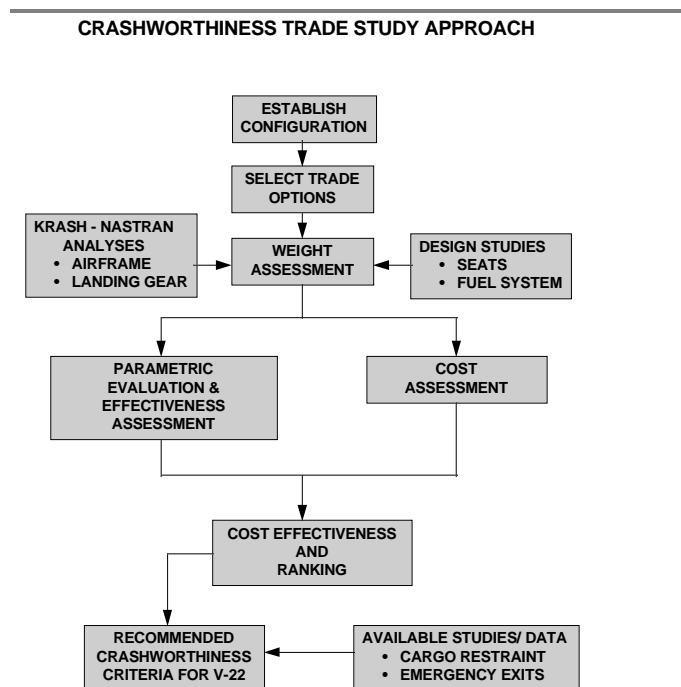 CRASHWORTHINESS TRADE STUDY APPROACH
ESTABLISH
CONFIGURATION
SELECT TRADE
OPTIONS
KRASH - NASTRAN
ANALYSES
• AIRFRAME
• LANDING GEAR
WEIGHT
ASSESSMENT
DESIGN STUDIES
• SEATS
• FUEL SYSTEM
PARAMETRIC
EVALUATION &
EFFECTIVENESS
ASSESSMENT
COST
ASSESSMENT
COST EFFECTIVENESS
AND
RANKING
RECOMMENDED
CRASHWORTHINESS
CRITERIA FOR V-22
AVAILABLE STUDIES/ DATA
• CARGO RESTRAINT
• EMERGENCY EXITS